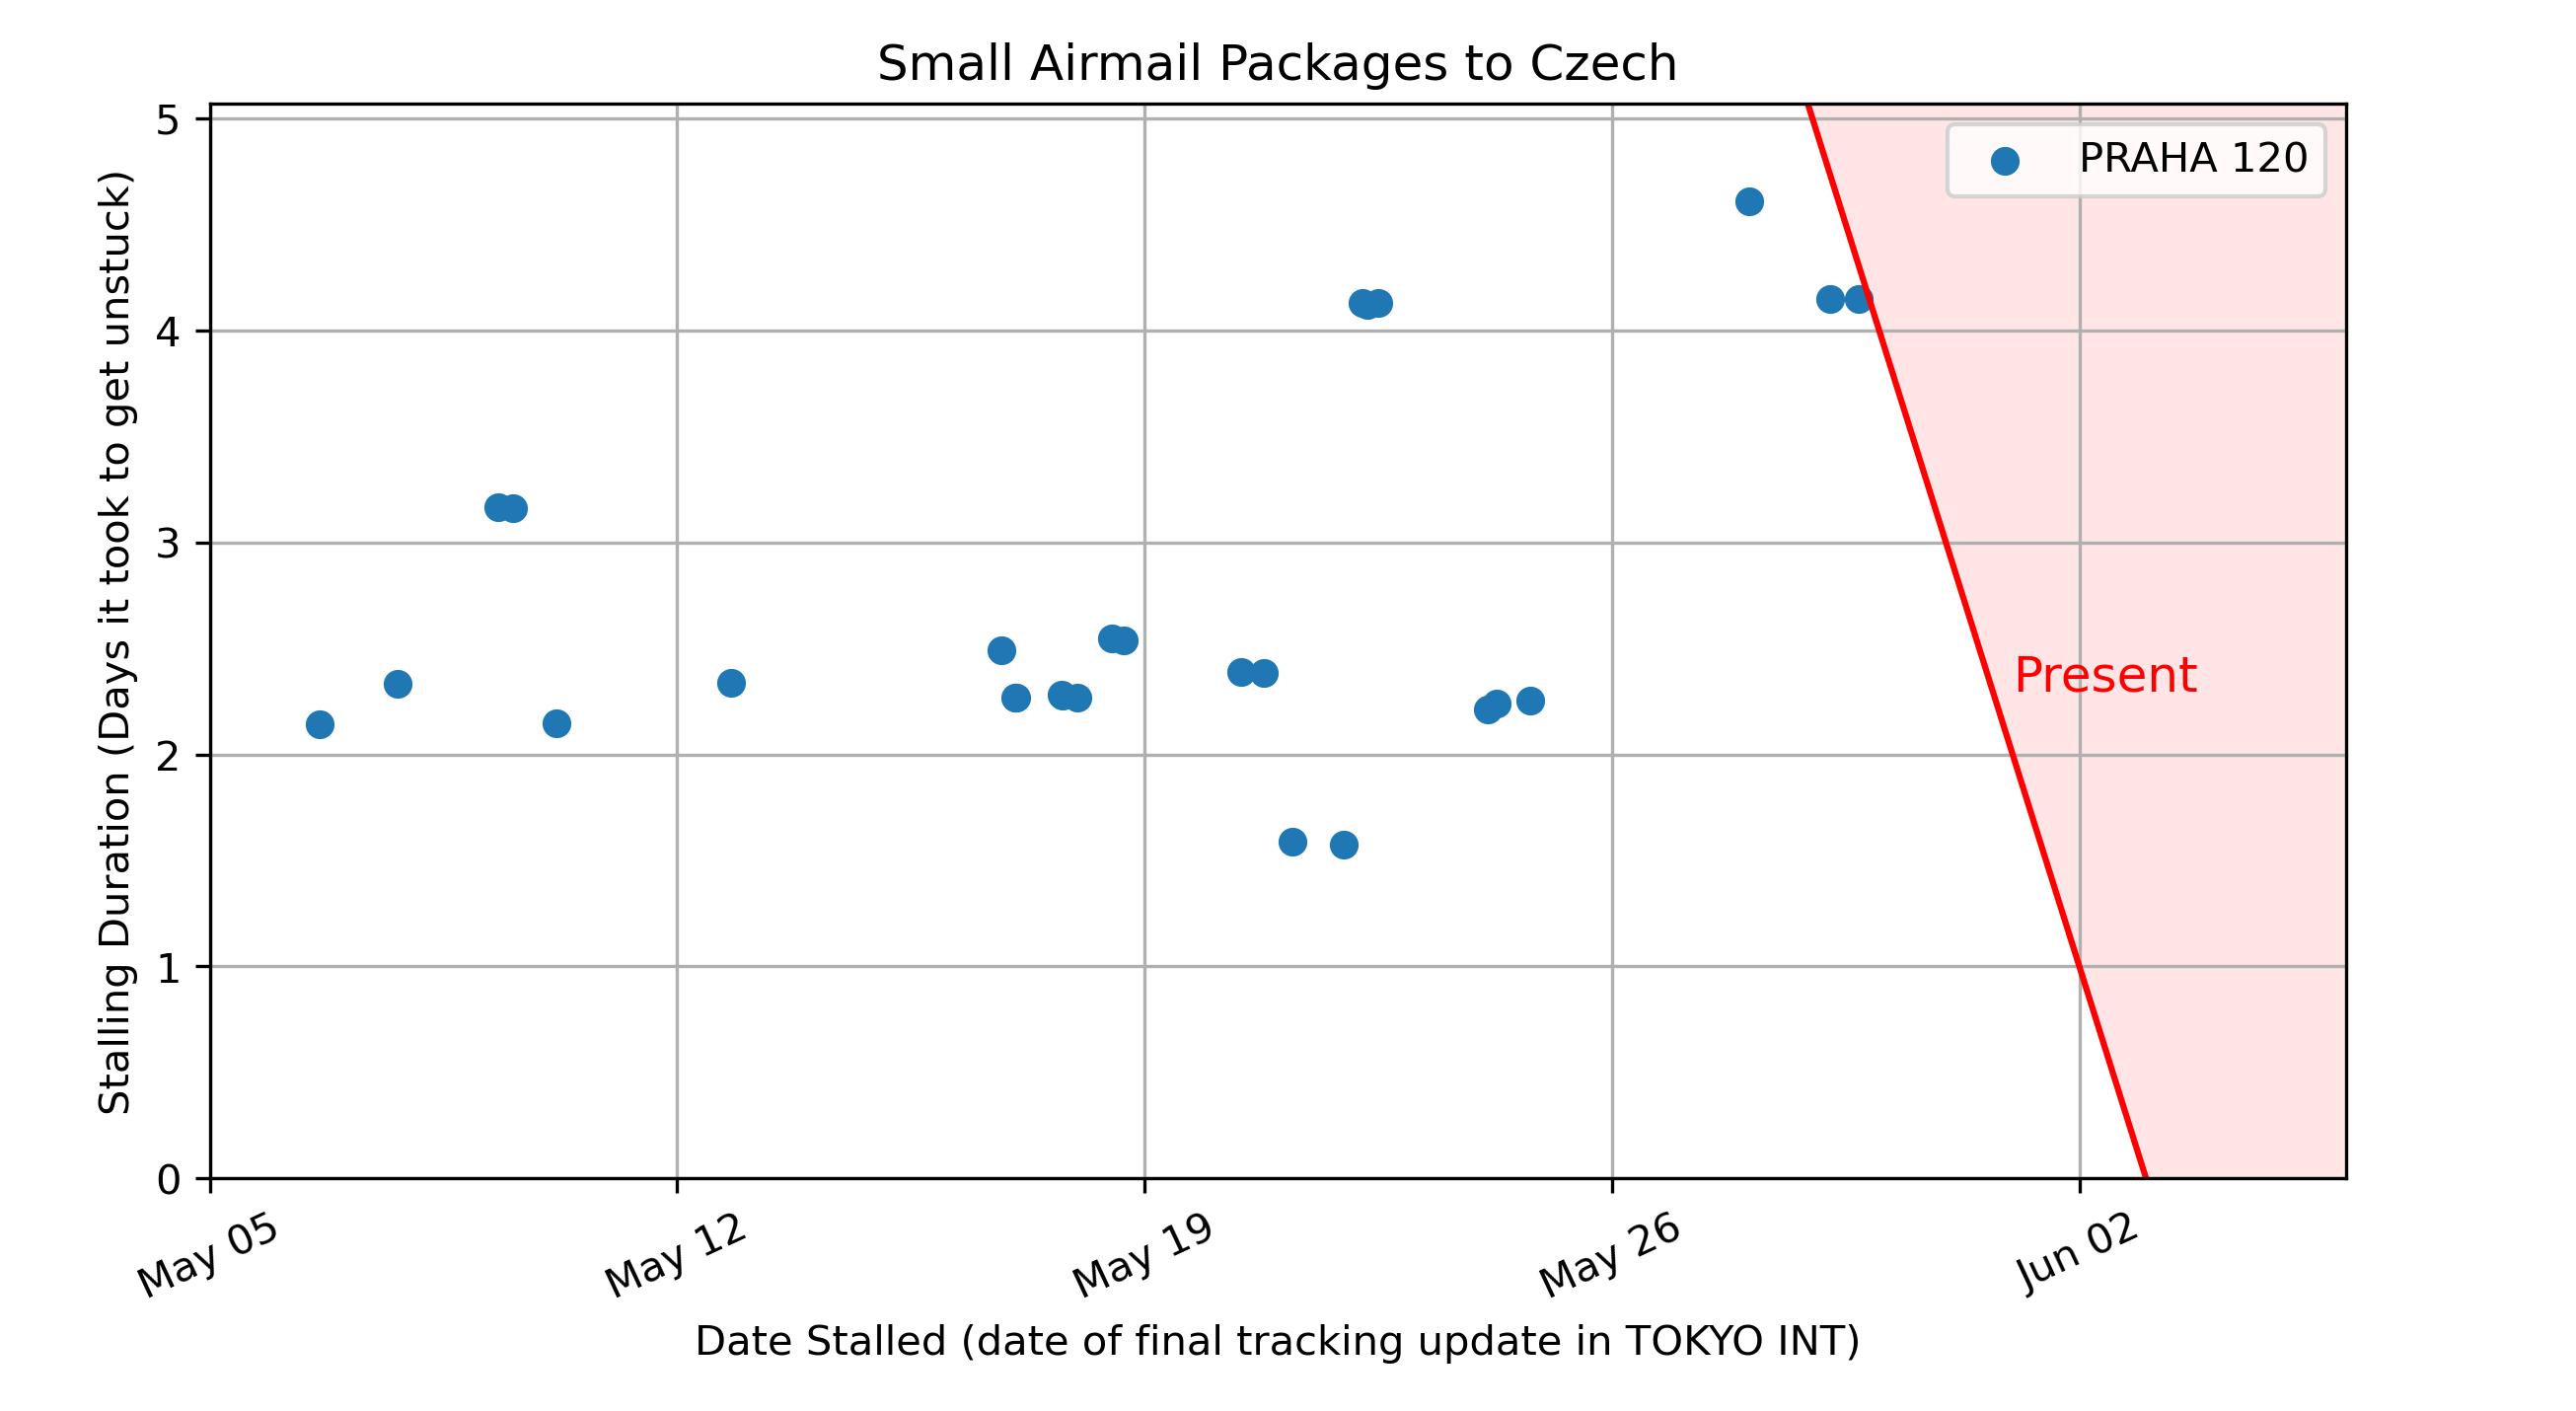 Small Airmail Packages to Czech
Stalling Duration (Days it took to get unstuck)
5
4
3
2
1
0
PRAHA 120
Present
May 05
May 12
May 19
May 26
Jun 02
Date Stalled (date of final tracking update in TOKYO INT)